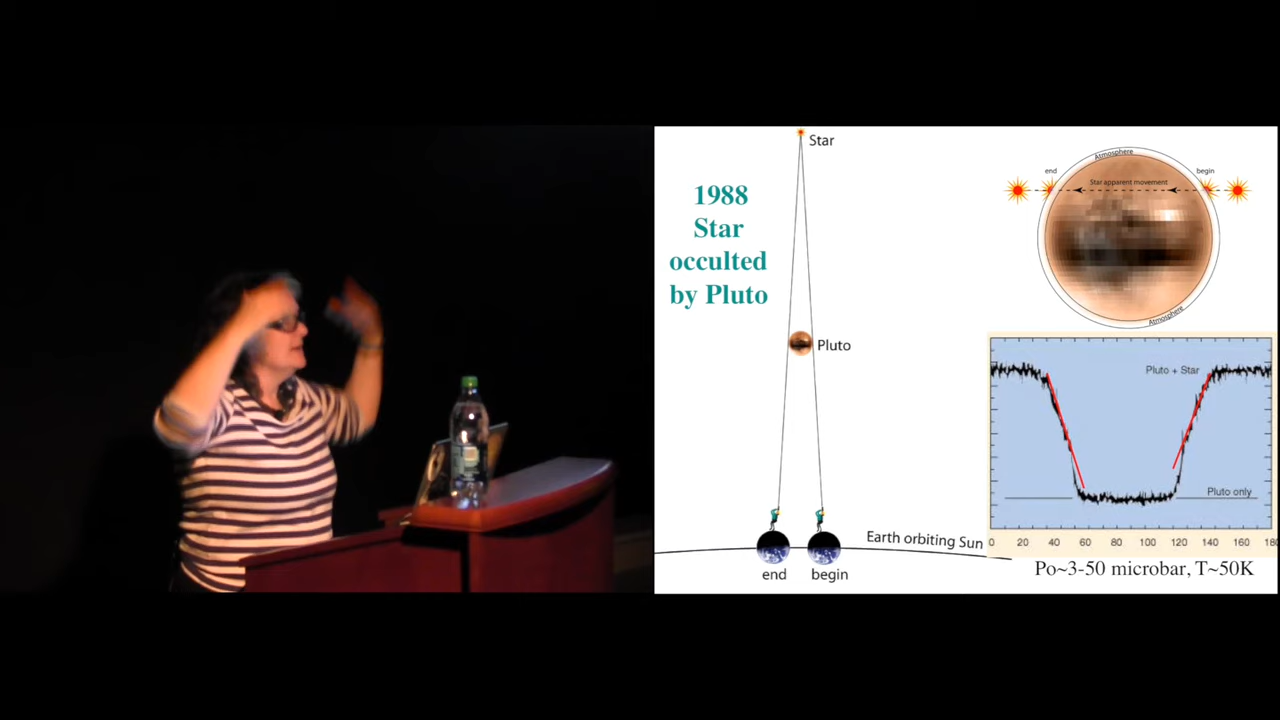 Star
1988
Star
occulted
by Pluto
Pluto
Earth orbiting Sun
end
begin
Atmosphere
end
begin
Star apparent movement
Atmosphere
Pluto + Star
Pluto only
0 20 40 60 80 100 120 140 160 180
Po~3-50 microbar, T~50K